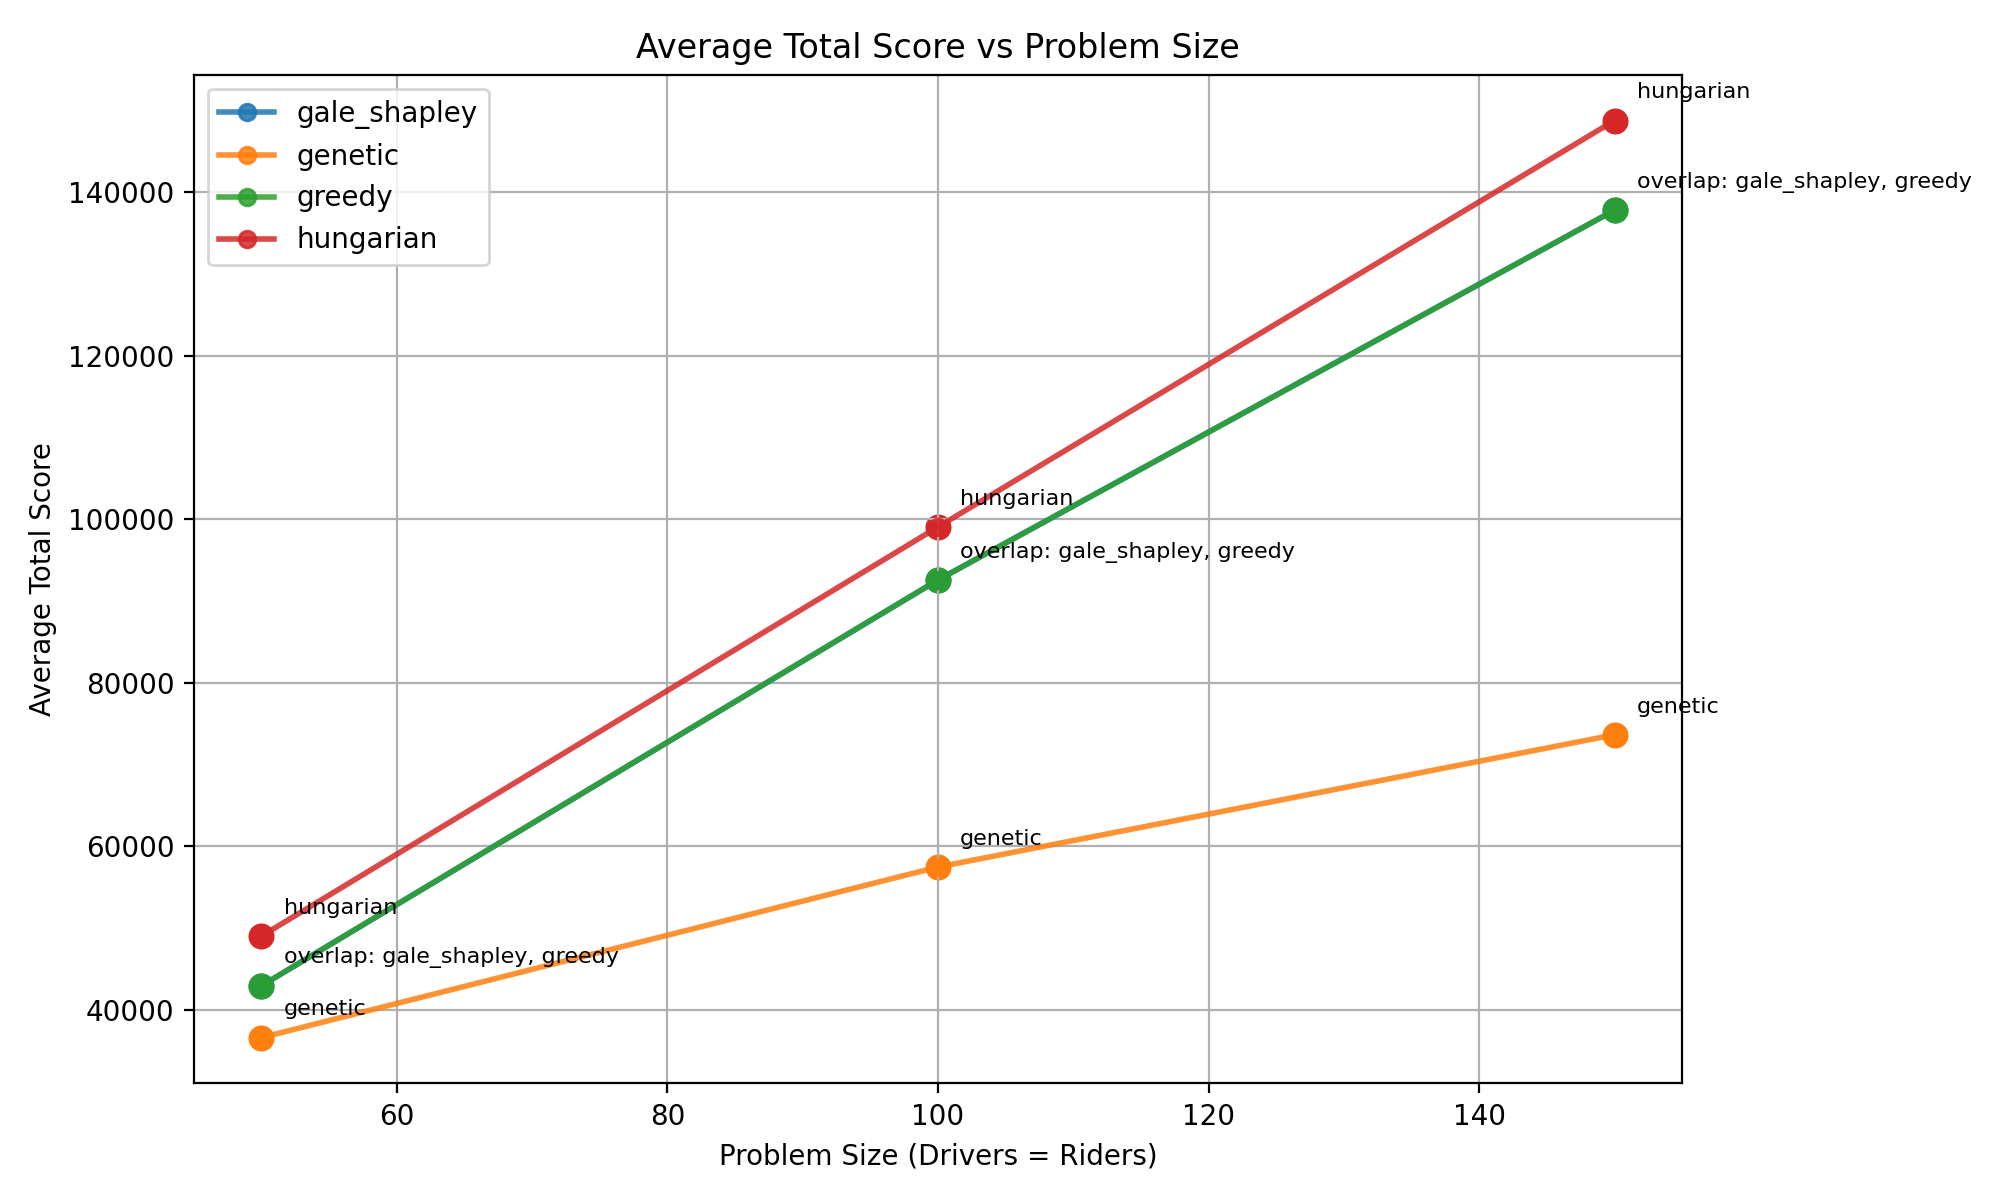 Average Total Score vs Problem Size
gale_shapley
genetic
greedy
hungarian
hungarian
overlap: gale_shapley, greedy
hungarian
overlap: gale_shapley, greedy
genetic
genetic
hungarian
overlap: gale_shapley, greedy
genetic
140000
120000
100000
80000
60000
40000
Average Total Score
60 80 100 120 140
Problem Size (Drivers = Riders)